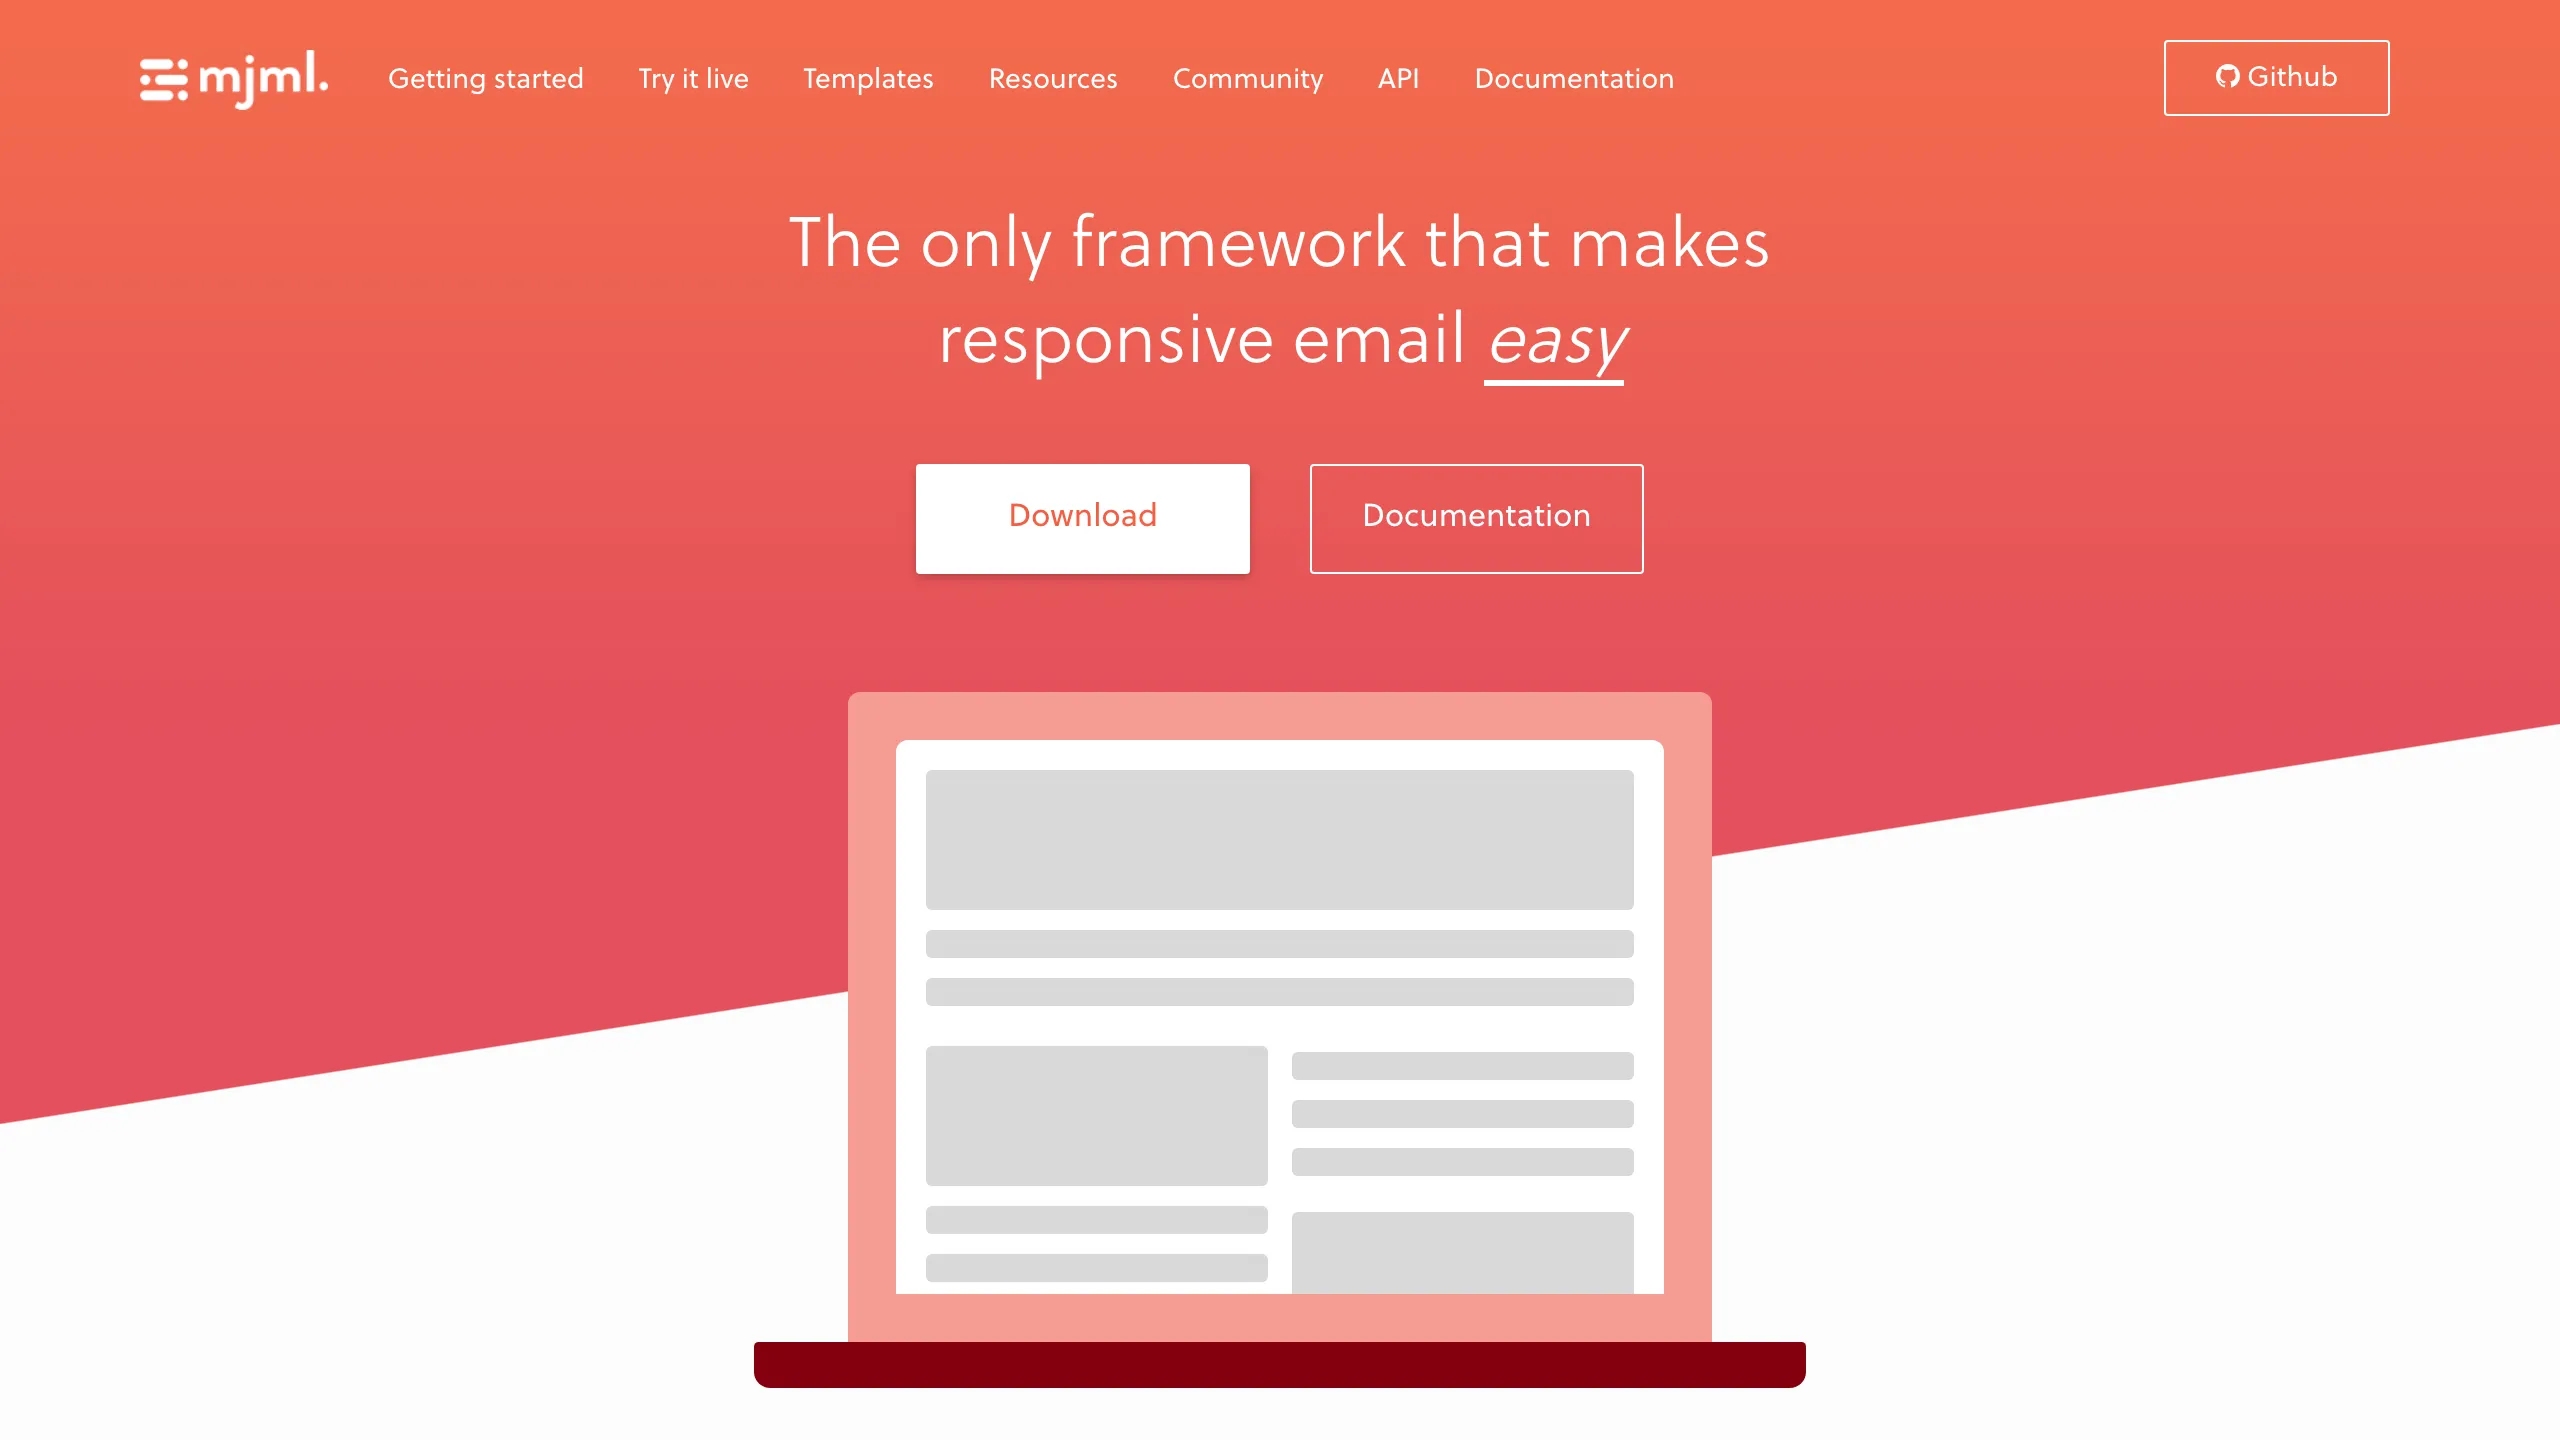 mjml.
Getting started
Try it live
Templates
Resources
Community
API
Documentation
Github
The only framework that makes
responsive email easy
Download
Documentation